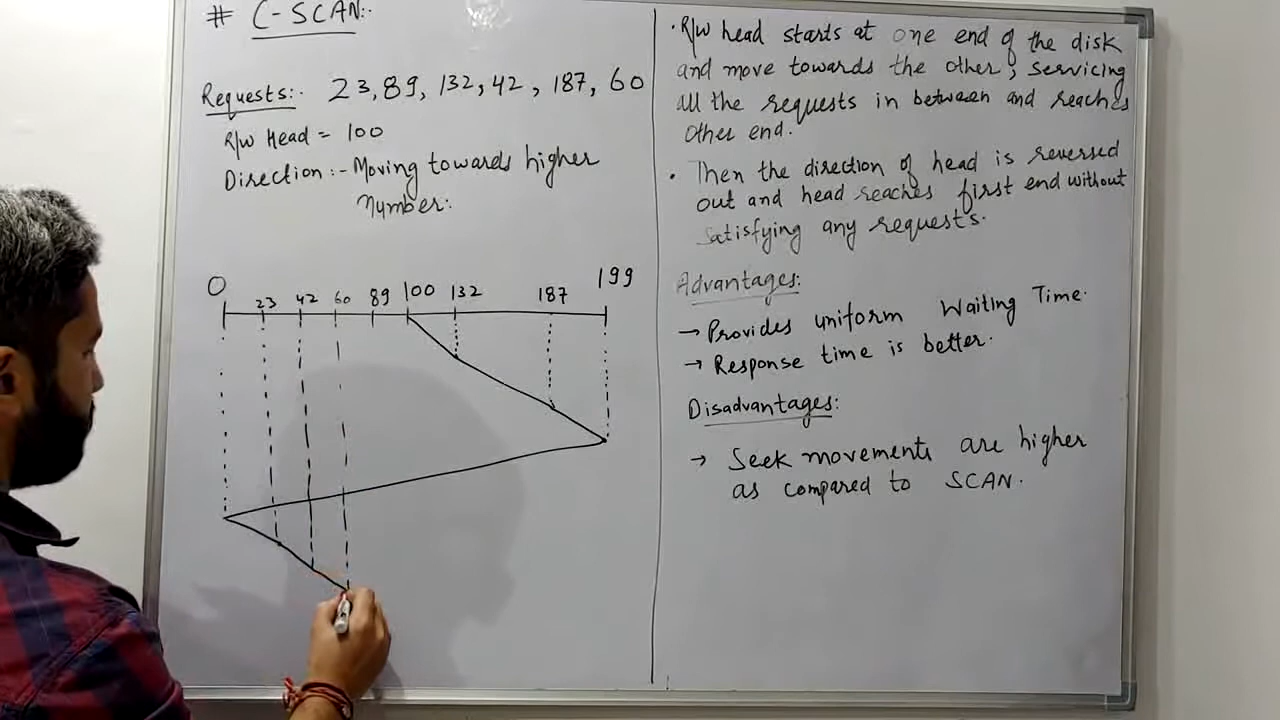 # C-SCAN:.
Requests:. 23, 89, 132, 42, 187, 60
R/W Head = 100
Direction :- Moving towards higher
Number:
0 23 42 60 89 100 132 187 199
. R/W head starts at one end of the disk
and move towards the other, servicing
all the requests in between and reaches
other end.
. Then the direction of head is reversed
out and head reaches first end without
satisfying any requests.
Advantages:
→ Provides uniform Waiting Time.
→ Response time is better.
Disadvantages:
→ Seek movements are higher
as compared to SCAN.